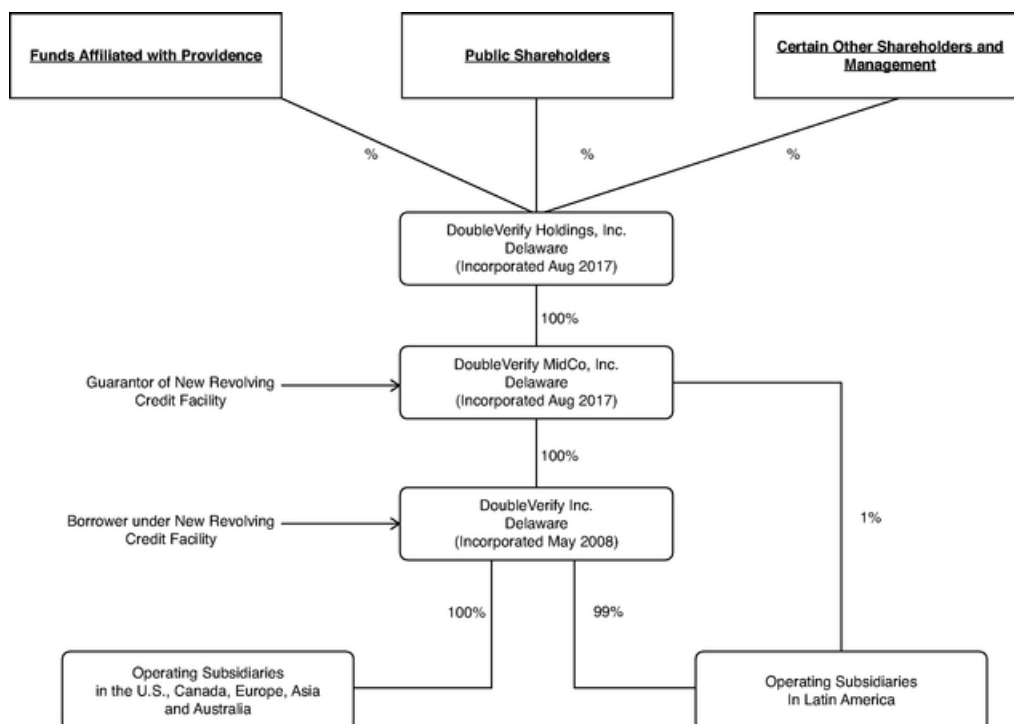 Funds Affiliated with Providence
Public Shareholders
Certain Other Shareholders and
Management
%
%
%
DoubleVerify Holdings, Inc.
Delaware
(Incorporated Aug 2017)
100%
Guarantor of New Revolving
Credit Facility
DoubleVerify MidCo, Inc.
Delaware
(Incorporated Aug 2017)
100%
Borrower under New Revolving
Credit Facility
DoubleVerify Inc.
Delaware
(Incorporated May 2008)
1%
100%
99%
Operating Subsidiaries
in the U.S., Canada, Europe, Asia
and Australia
Operating Subsidiaries
In Latin America